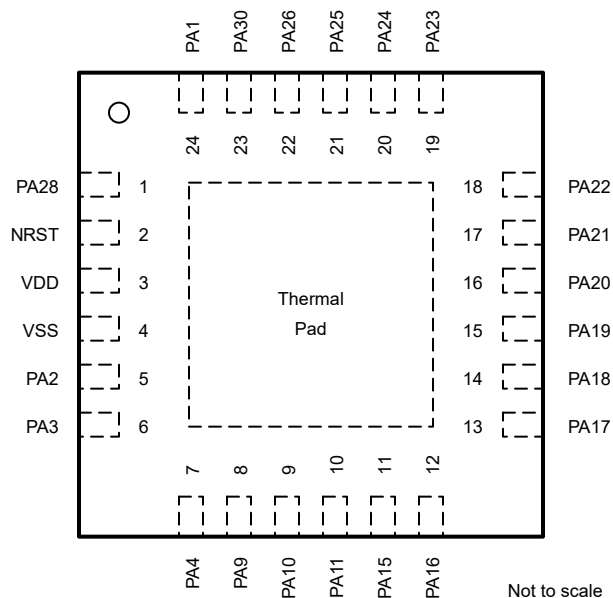 PA1 PA30 PA26 PA25 PA24 PA23
24 23 22 21 20 19
PA28 1 18 PA22
NRST 2 17 PA21
VDD 3 16 PA20
Thermal
VSS 4 15 PA19
Pad
PA2 5 14 PA18
PA3 6 13 PA17
7 8 9 10 11 12
PA4 PA9 PA10 PA11 PA15 PA16
Not to scale